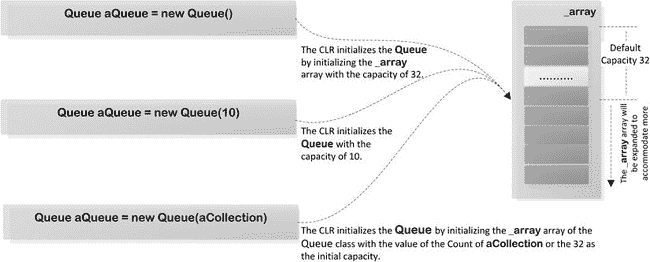 Queue aQueue = new Queue()
The CLR initializes the Queue
by initializing the _array
array with the capacity of 32.
Queue aQueue = new Queue(10)
The CLR initializes the
Queue with the
capacity of 10.
Queue aQueue = new Queue(aCollection)
The CLR initializes the Queue by initializing the _array array of the
Queue class with the value of the Count of aCollection or the 32 as
the initial capacity.
_array
..........
Default
Capacity 32
The _array array will
be expanded to
accommodate more